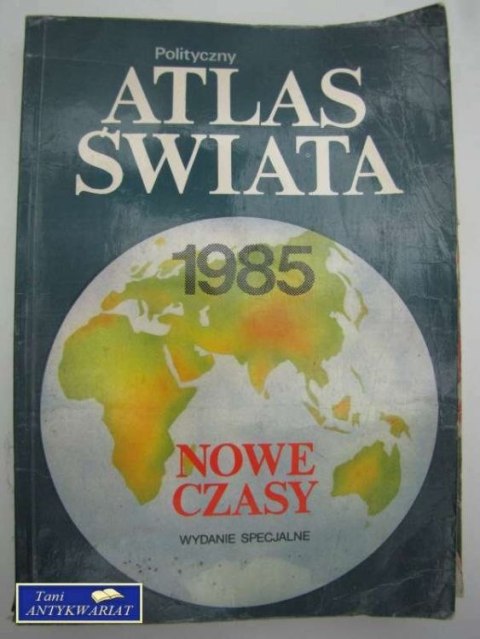 Polityczny
ATLAS
ŚWIATA
1985
NOWE
CZASY
WYDANIE SPECJALNE
Tani
ANTYKWARIAT